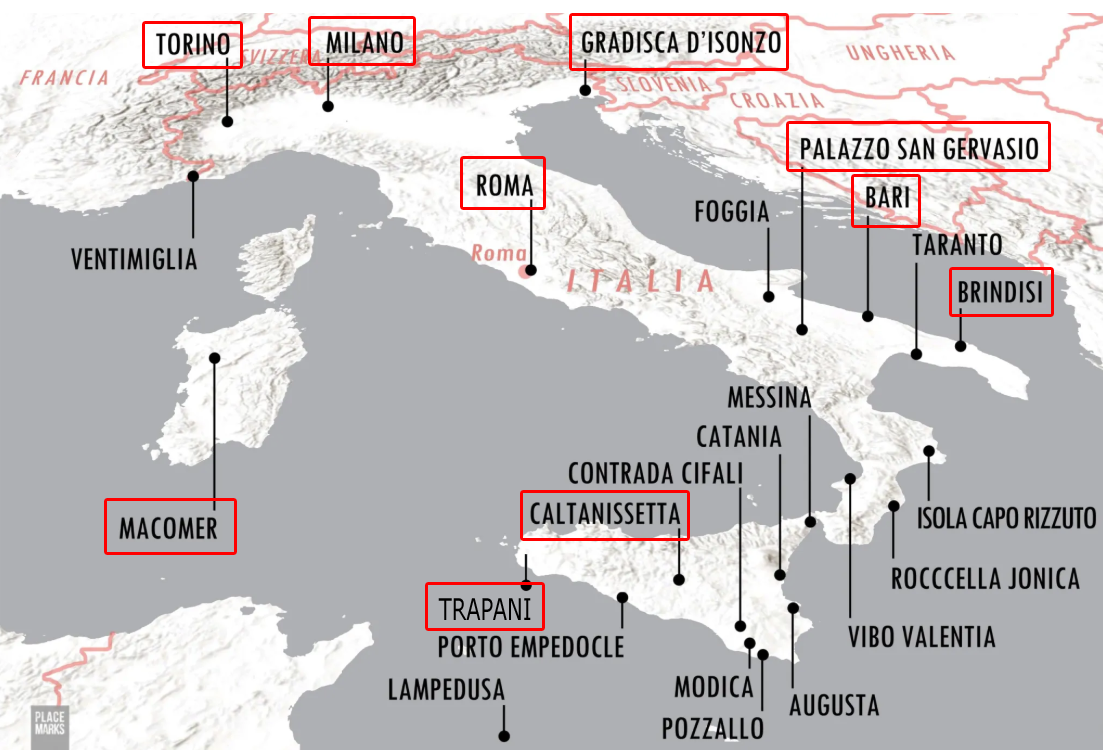 TORINO
MILANO
GRADISCA D'ISONZO
SVIZZERA
FRANCIA
UNGHERIA
SLOVENIA
CROAZIA
PALAZZO SAN GERVASIO
ROMA
BARI
FOGGIA
TARANTO
VENTIMIGLIA
Roma
ITALIA
BRINDISI
MESSINA
CATANIA
CONTRADA CIFALI
CALTANISSETTA
MACOMER
ISOLA CAPO RIZZUTO
ROCCCELLA JONICA
TRAPANI
PORTO EMPEDOCLE
VIBO VALENTIA
LAMPEDUSA
MODICA
AUGUSTA
POZZALLO
PLACE
MARKS